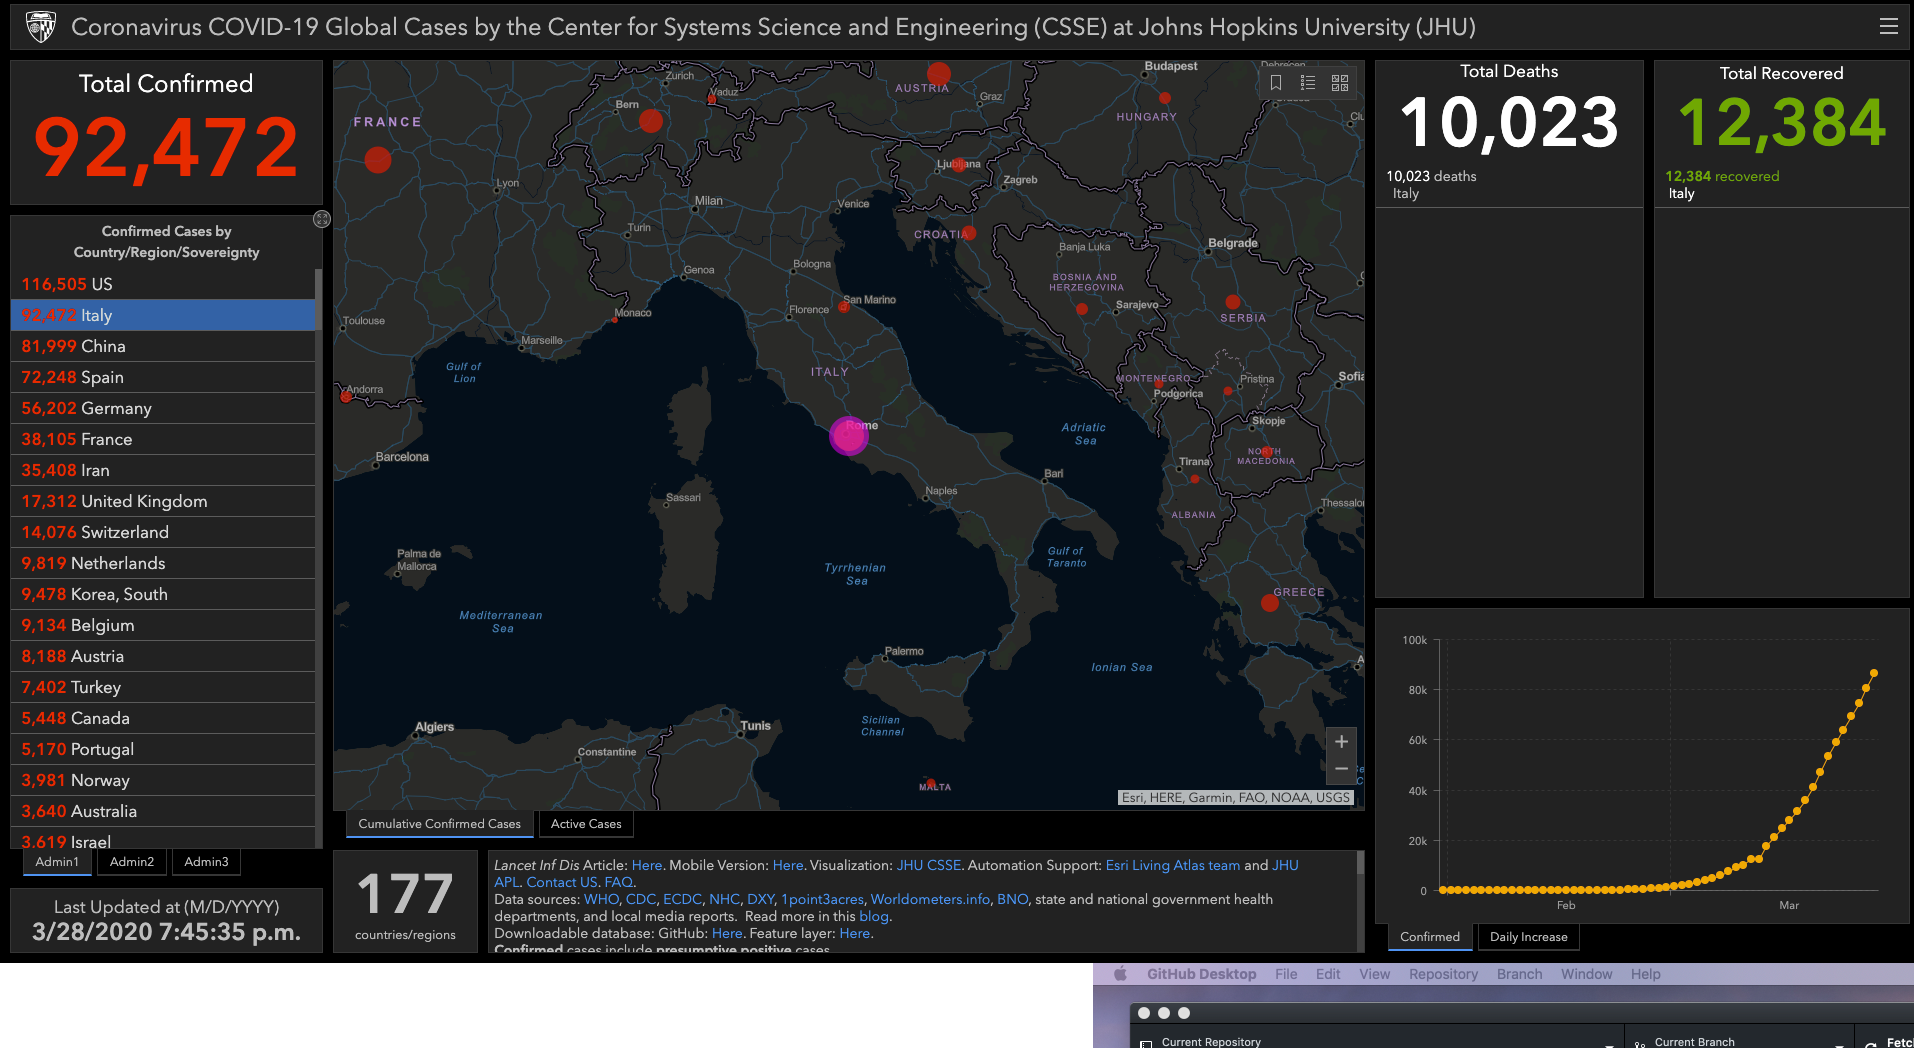 Coronavirus COVID-19 Global Cases by the Center for Systems Science and Engineering (CSSE) at Johns Hopkins University (JHU)
Total Confirmed
92,472
Confirmed Cases by
Country/Region/Sovereignty
116,505 US
92,472 Italy
81,999 China
72,248 Spain
56,202 Germany
38,105 France
35,408 Iran
17,312 United Kingdom
14,076 Switzerland
9,819 Netherlands
9,478 Korea, South
9,134 Belgium
8,188 Austria
7,402 Turkey
5,448 Canada
5,170 Portugal
3,981 Norway
3,640 Australia
3,619 Israel
Admin1 Admin2 Admin3
Last Updated at (M/D/YYYY)
3/28/2020 7:45:35 p.m.
Zurich
Budapest
Debrecen
Vaduz
AUSTRIA
Graz
Bern
FRANCE
HUNGARY
Ljubljana
Lyon
Zagreb
Milan
Venice
Turin
CROATIA
Banja Luka
Belgrade
Bologna
Genoa
BOSNIA AND
HERZEGOVINA
San Marino
Sarajevo
Monaco
Florence
SERBIA
Toulouse
Marseille
Gulf of
Lion
ITALY
MONTENEGRO
Pristina
Sofia
Andorra
Podgorica
Rome
Adriatic
Sea
Skopje
Barcelona
NORTH
MACEDONIA
Tirana
Bari
Sassari
Naples
Thessalon
ALBANIA
Palma de
Mallorca
Gulf of
Taranto
Tyrrhenian
Sea
GREECE
Mediterranean
Sea
Palermo
Ionian Sea
Algiers
Tunis
Sicilian
Channel
Constantine
MALTA
+
−
Esri, HERE, Garmin, FAO, NOAA, USGS
Cumulative Confirmed Cases Active Cases
177
countries/regions
Lancet Inf Dis Article: Here. Mobile Version: Here. Visualization: JHU CSSE. Automation Support: Esri Living Atlas team and JHU
APL. Contact US. FAQ.
Data sources: WHO, CDC, ECDC, NHC, DXY, 1point3acres, Worldometers.info, BNO, state and national government health
departments, and local media reports. Read more in this blog.
Downloadable database: GitHub: Here. Feature layer: Here.
Confirmed cases include presumptive positive cases
Total Deaths
10,023
10,023 deaths
Italy
Total Recovered
12,384
12,384 recovered
Italy
100k
80k
60k
40k
20k
0
Feb Mar
Confirmed Daily Increase
GitHub Desktop File Edit View Repository Branch Window Help
Current Repository
Current Branch
Fetc